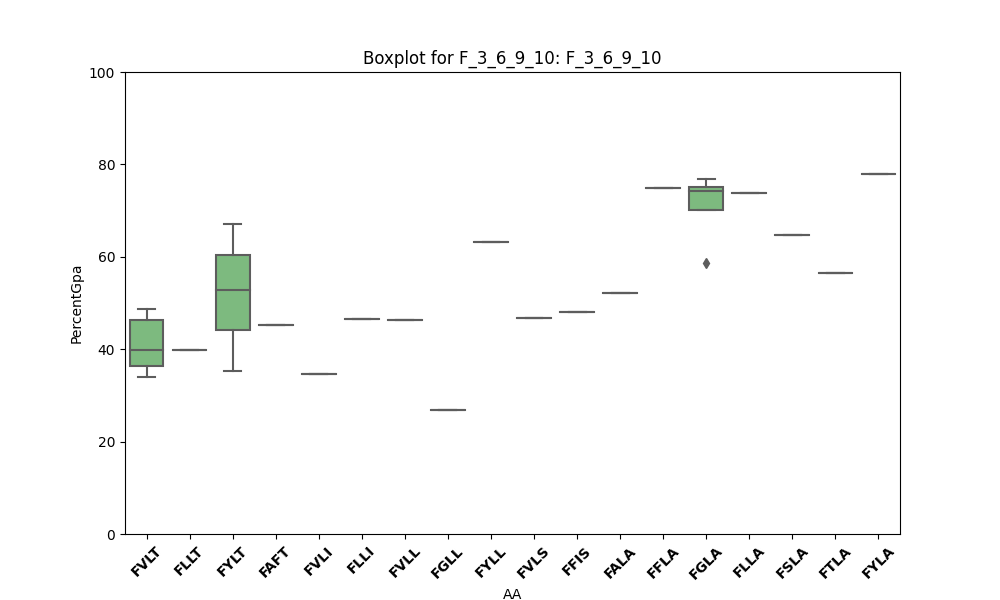 Boxplot for F_3_6_9_10: F_3_6_9_10
100
80
60
40
20
0
PercentGpa
FVLT FLLT FYLT FAFT FVLI FLLI FVLL FGLL FYLL FVLS FFIS FALA FFLA FGLA FLLA FSLA FTLA FYLA
AA